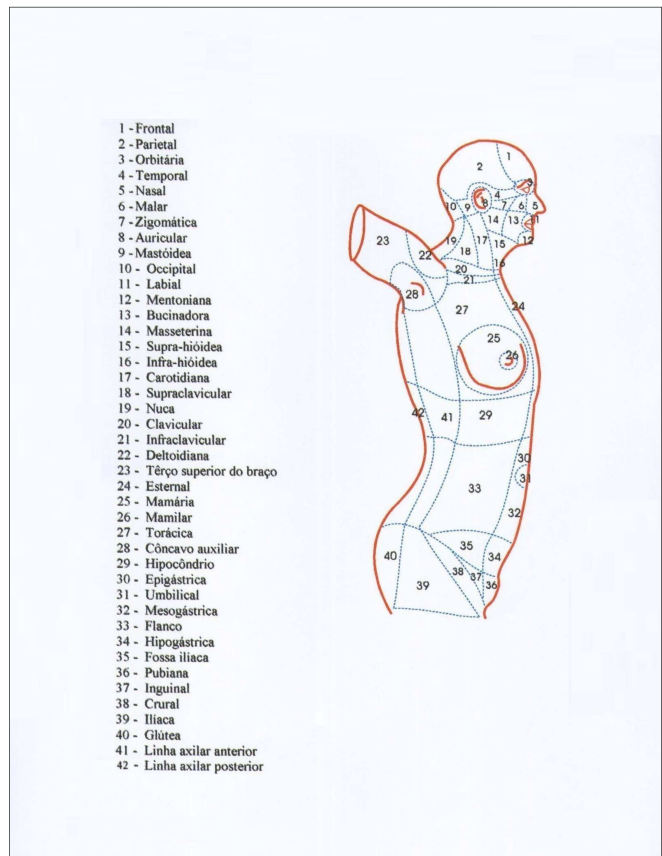 1 - Frontal
2 - Parietal
3 - Orbitária
4 - Temporal
5 - Nasal
6 - Malar
7 - Zigomática
8 - Auricular
9 - Mastóidea
10 - Occipital
11 - Labial
12 - Mentoniana
13 - Bucinadora
14 - Masseterina
15 - Supra-hióidea
16 - Infra-hióidea
17 - Carotidiana
18 - Supraclavicular
19 - Nuca
20 - Clavicular
21 - Infraclavicular
22 - Deltoidiana
23 - Têrço superior do braço
24 - Esternal
25 - Mamária
26 - Mamilar
27 - Torácica
28 - Côncavo auxiliar
29 - Hipocôndrio
30 - Epigástrica
31 - Umbilical
32 - Mesogástrica
33 - Flanco
34 - Hipogástrica
35 - Fossa ilíaca
36 - Pubiana
37 - Inguinal
38 - Crural
39 - Ilíaca
40 - Glútea
41 - Linha axilar anterior
42 - Linha axilar posterior
1
2
3
4
10 9 8 7 6 5
14 13 11
19 18 17 15 12
23 22 20 16
21
28 27 24
25
26
42 41 29
30
33 31
32
40 35 34
39 38 37 36